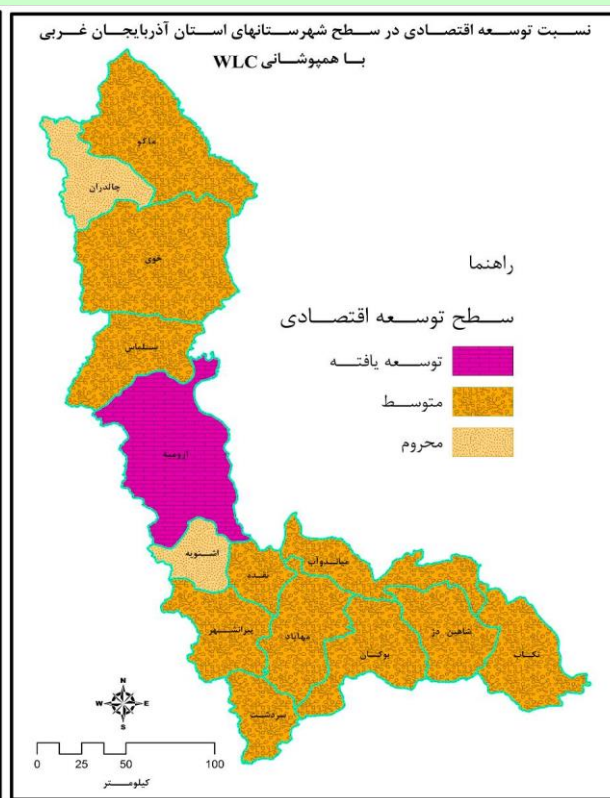 نسبت توسعه اقتصادی در سطح شهرستانهای استان آذربایجان غربی
با همپوشانی WLC
ماکو
چالدران
خوی
سلماس
ارومیه
اشنویه
نقده
میاندوآب
پیرانشهر
مهاباد
بوکان
شاهین دژ
تکاب
سردشت
راهنما
سطح توسعه اقتصادی
توسعه یافته
متوسط
محروم
N
W E
S
0 25 50 100
کیلومتر